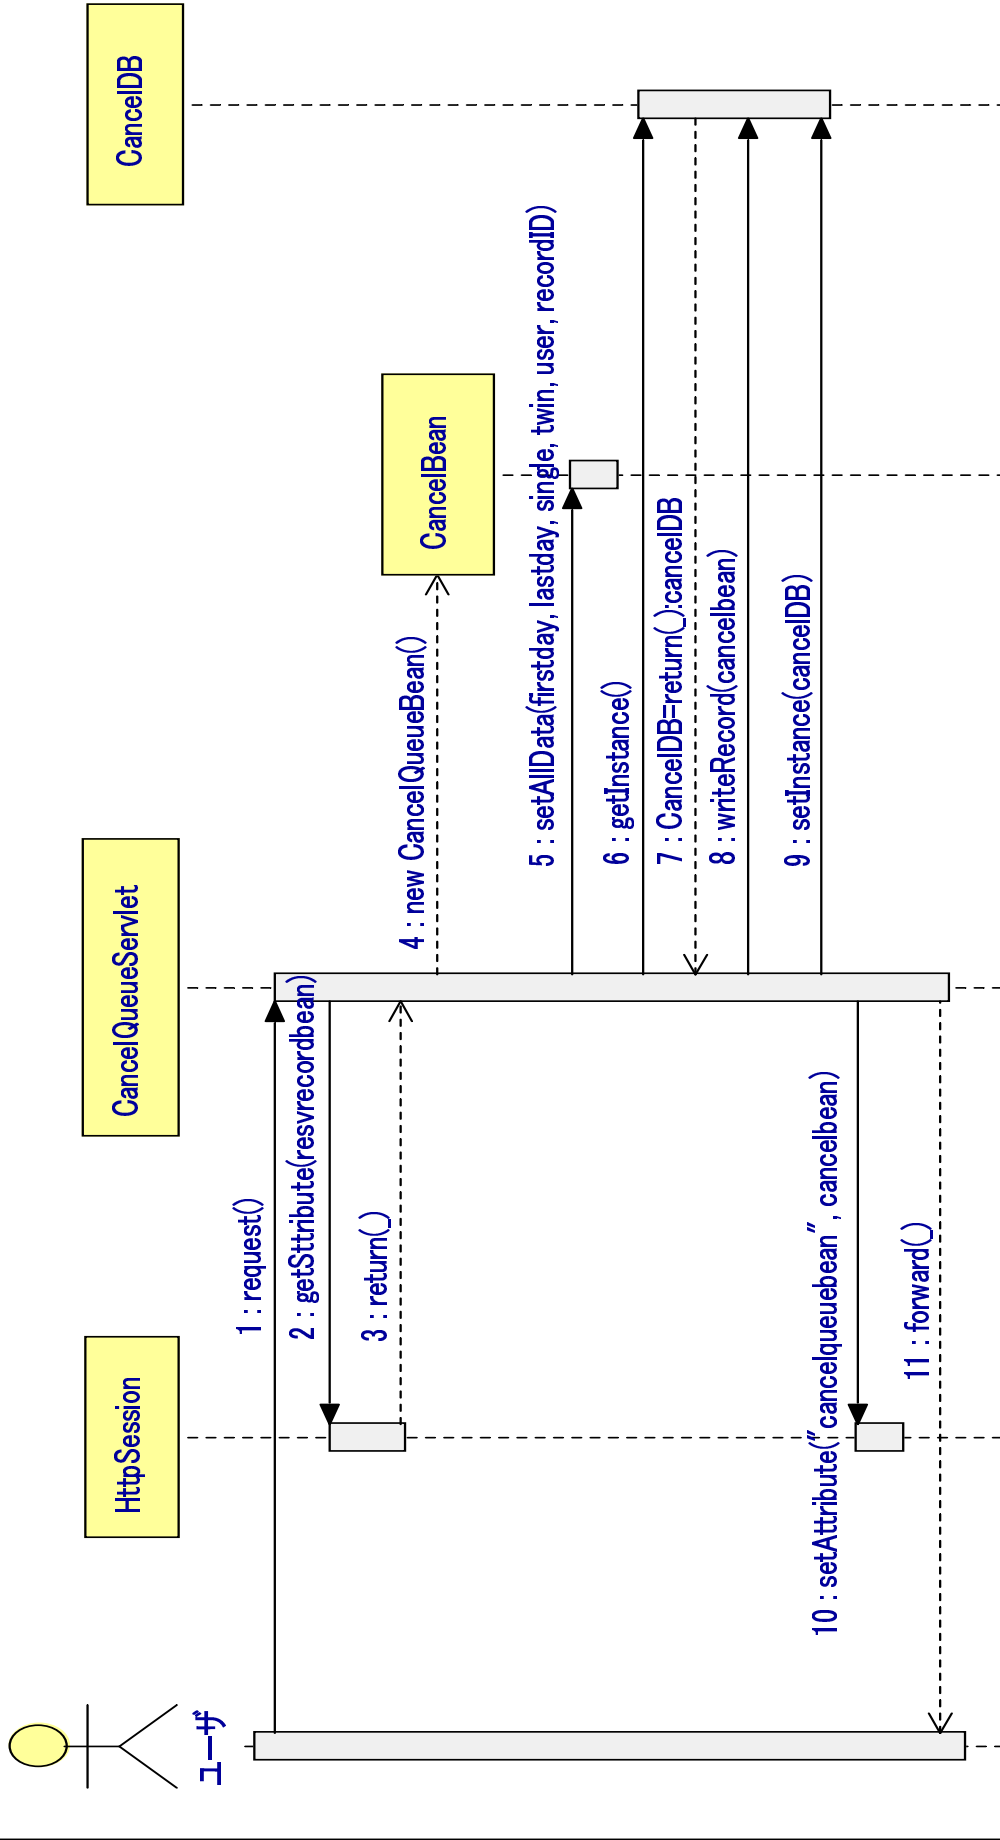 ユーザ
HttpSession
CancelQueueServlet
CancelBean
CancelDB
1 : request()
2 : getSttribute(resvrecordbean)
3 : return(_)
4 : new CancelQueueBean()
5 : setAllData(firstday, lastday, single, twin, user, recordID)
6 : getInstance()
7 : CancelDB=return(_):cancelDB
8 : writeRecord(cancelbean)
9 : setInstance(cancelDB)
10 : setAttribute(”cancelqueuebean”, cancelbean)
11 : forward(_)